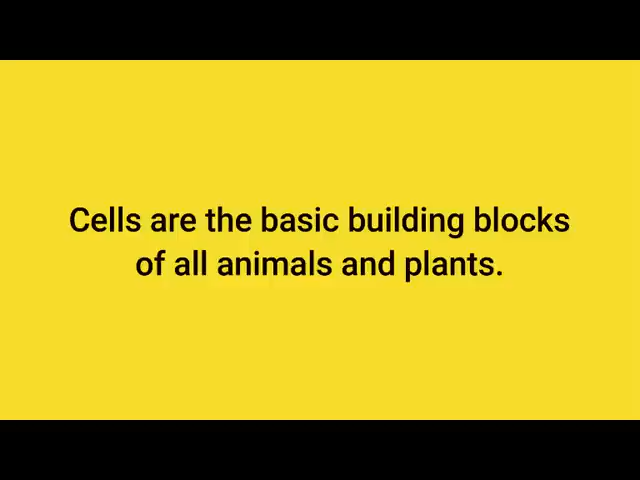 Cells are the basic building blocks
of all animals and plants.